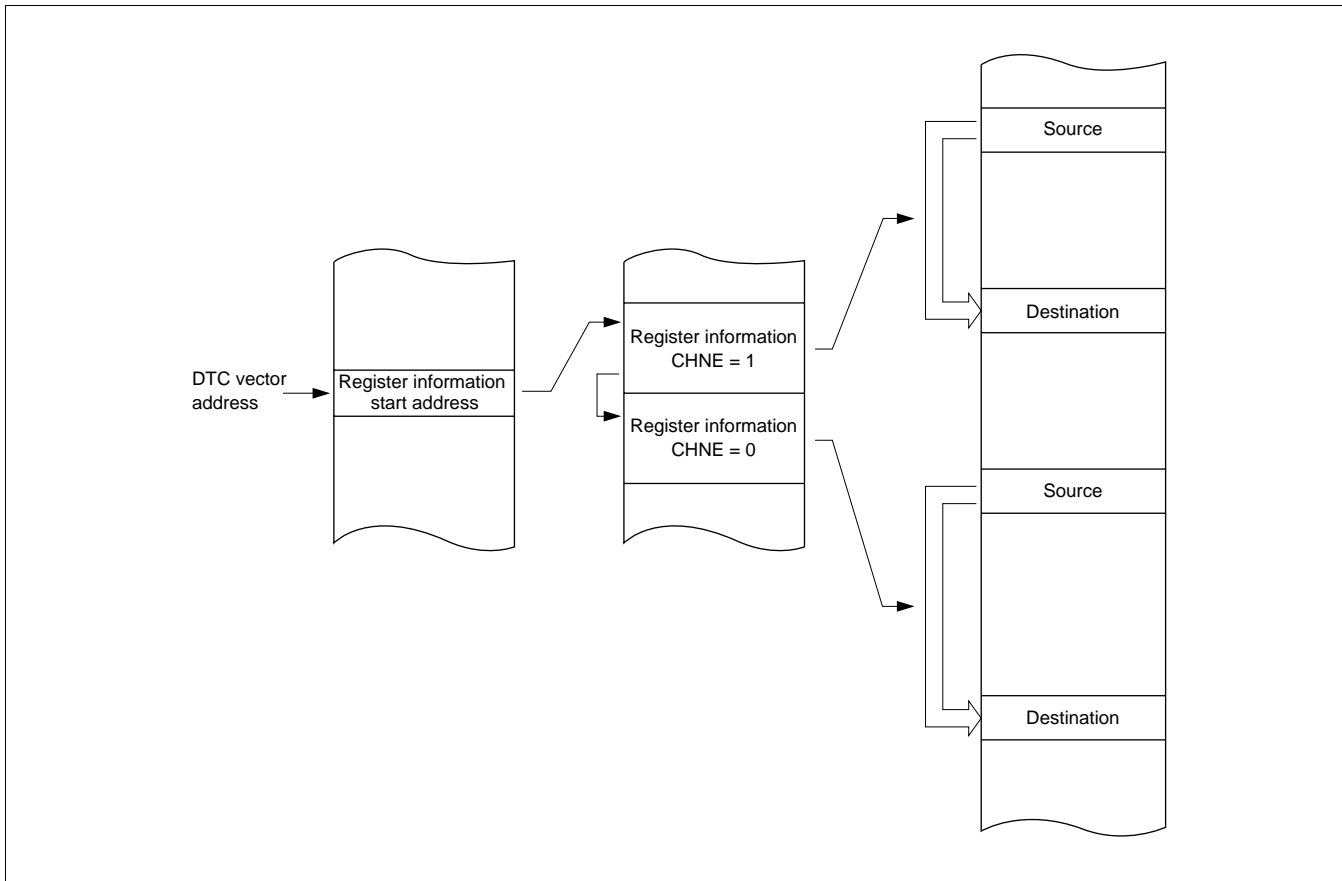 DTC vector
address
Register information
start address
Register information
CHNE = 1
Register information
CHNE = 0
Source
Destination
Source
Destination